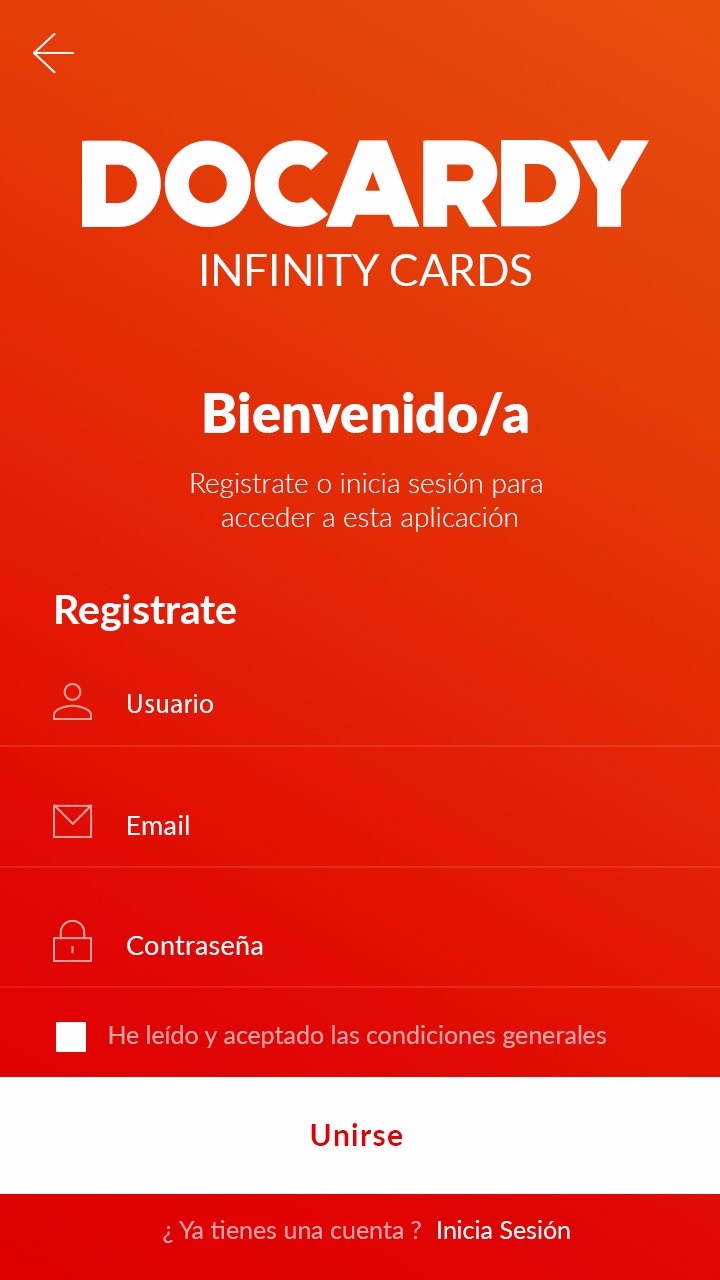 DOCARDY
INFINITY CARDS
Bienvenido/a
Registrate o inicia sesión para
acceder a esta aplicación
Registrate
Usuario
Email
Contraseña
He leído y aceptado las condiciones generales
Unirse
¿ Ya tienes una cuenta ? Inicia Sesión